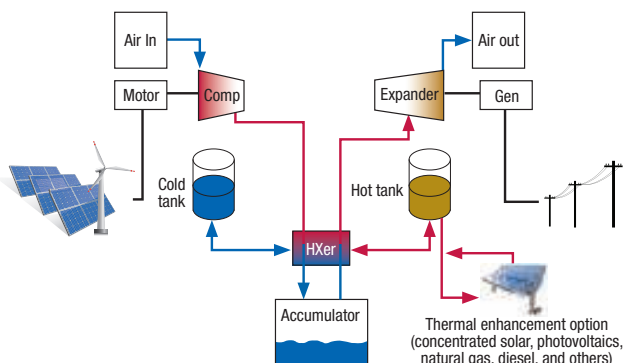 Air In
Air out
Motor
Comp
Expander
Gen
Cold
tank
Hot tank
HXer
Accumulator
Thermal enhancement option
(concentrated solar, photovoltaics,
natural gas, diesel, and others)